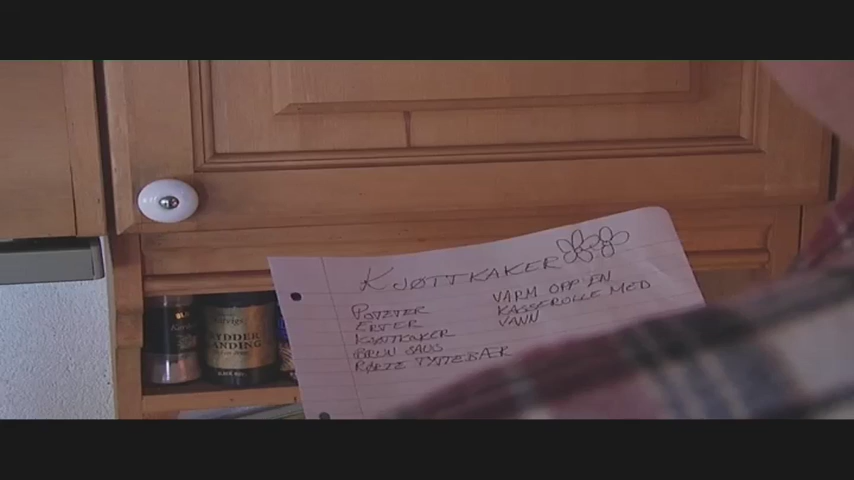 KJØTTKAKER
POTETER
ERTER
KJØTTKAKER
BRUN SAUS
RØRTE TYTTEBÆR
VARM OPP EN
KASSEROLLE MED
VANN